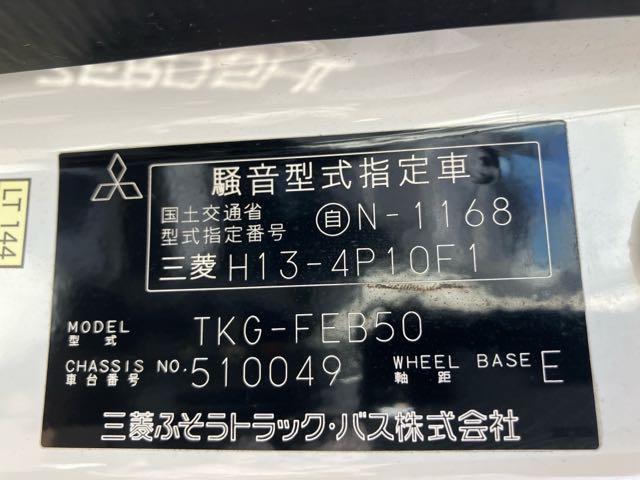 騒音型式指定車
国土交通省
型式指定番号 自N-1168
三菱 H13-4P10F1
MODEL
型式 TKG-FEB50
CHASSIS NO.
車台番号 510049
WHEEL BASE
軸距 E
三菱ふそうトラック・バス株式会社
LT 144